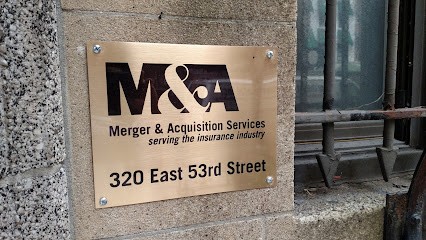 M&A
Merger & Acquisition Services
serving the insurance industry
320 East 53rd Street